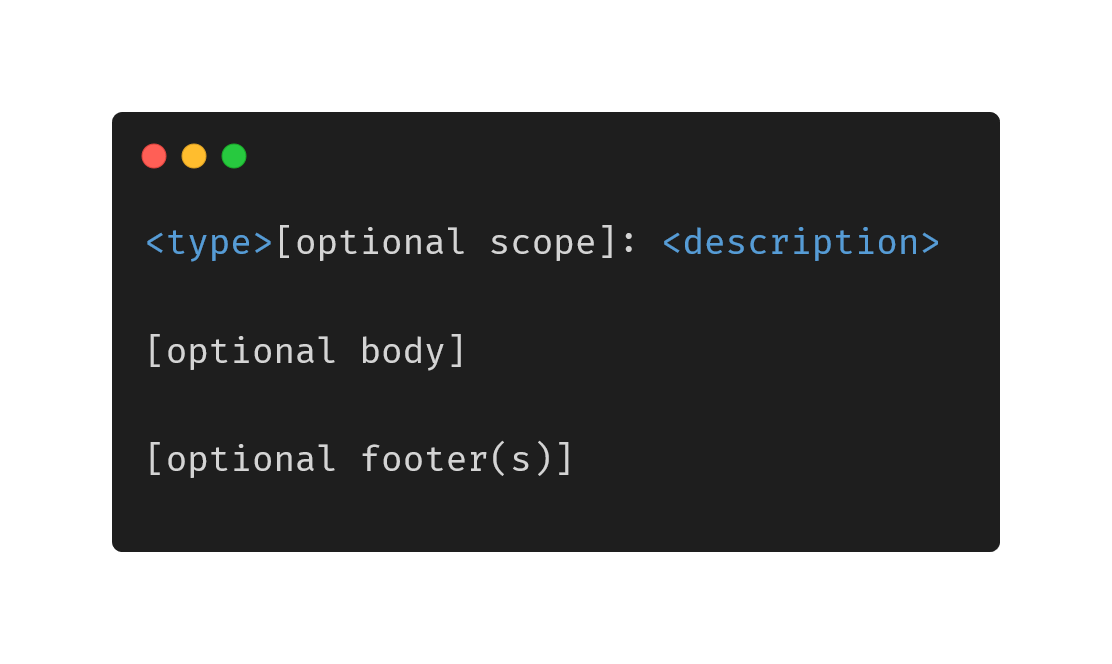 <type>[optional scope]: <description>
[optional body]
[optional footer(s)]